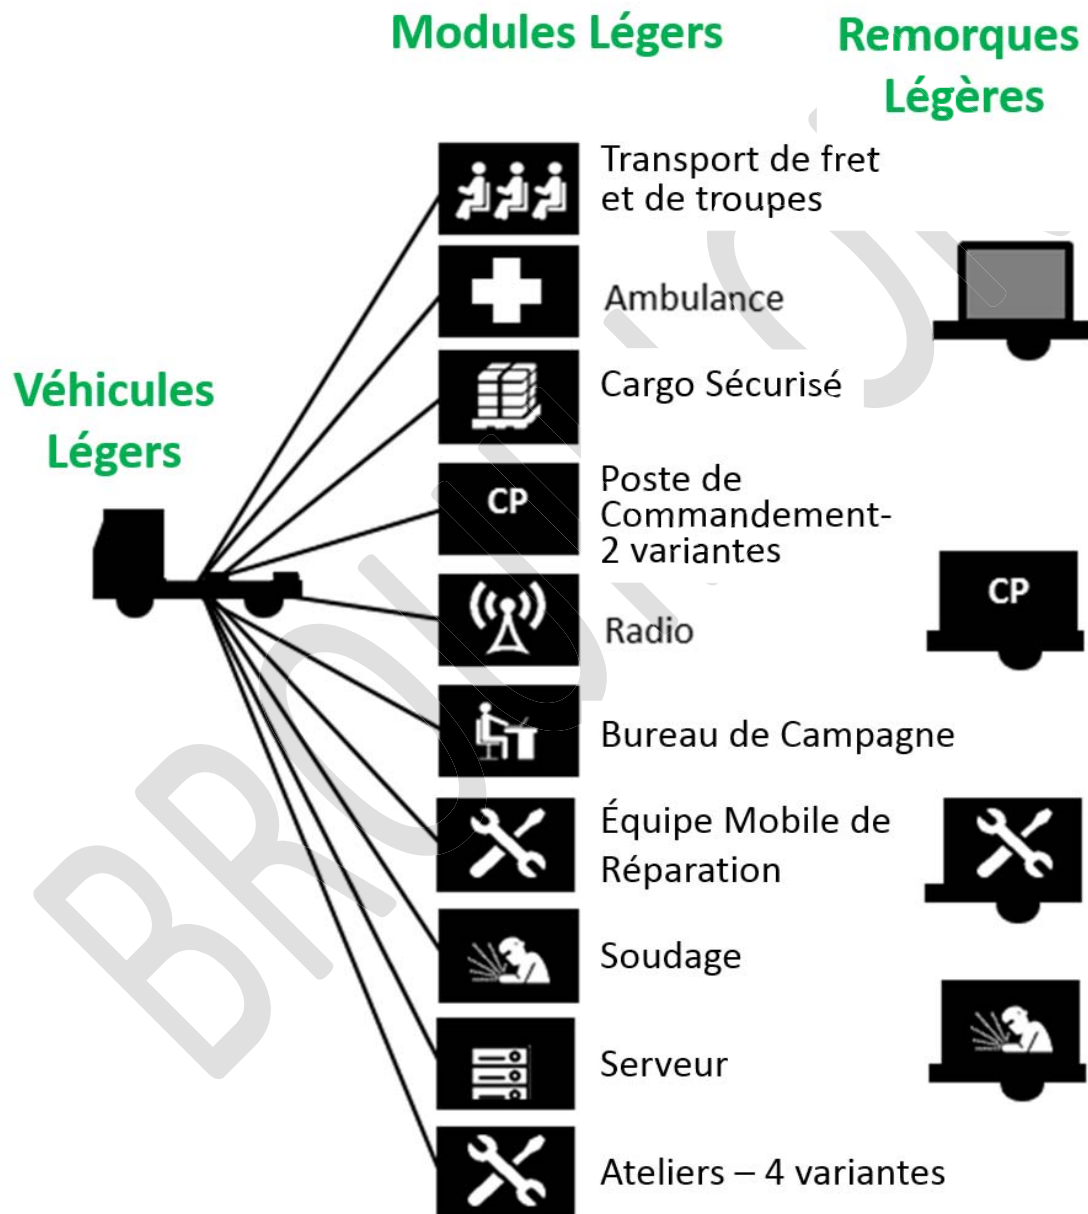 Modules Légers
Remorques
Légères
Transport de fret
et de troupes
Ambulance
Cargo Sécurisé
Véhicules
Légers
CP
Poste de
Commandement-
2 variantes
CP
Radio
Bureau de Campagne
Équipe Mobile de
Réparation
Soudage
Serveur
Ateliers – 4 variantes